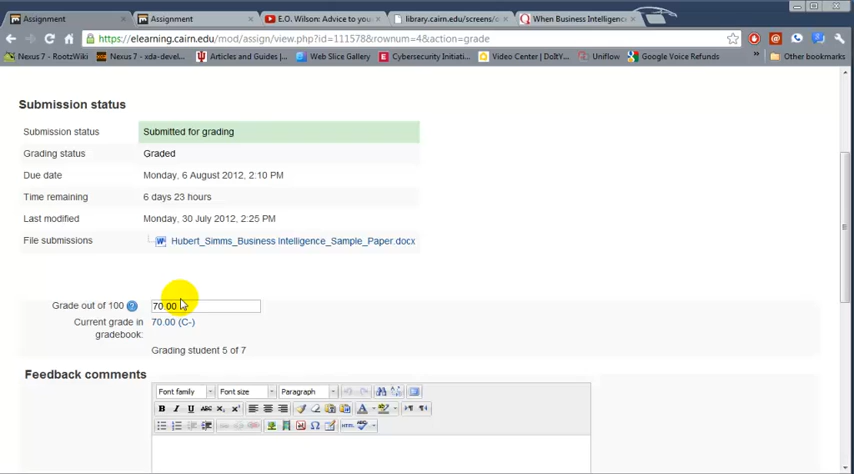 Assignment
Assignment
E.O. Wilson: Advice to you
library.cairn.edu/screens/
When Business Intelligence
https://elearning.cairn.edu/mod/assign/view.php?id=111578&rownum=4&action=grade
Nexus 7 - RootzWiki
Nexus 7 - xda-devel...
Articles and Guides |...
Web Slice Gallery
Cybersecurity Initiati...
Video Center | DoItY...
Uniflow
Google Voice Refunds
»
Other bookmarks
Submission status
Submission status Submitted for grading
Grading status Graded
Due date Monday, 6 August 2012, 2:10 PM
Time remaining 6 days 23 hours
Last modified Monday, 30 July 2012, 2:25 PM
File submissions Hubert_Simms_Business Intelligence_Sample_Paper.docx
Grade out of 100 70.00
Current grade in gradebook: 70.00 (C-)
Grading student 5 of 7
Feedback comments
Font family Font size Paragraph
B I U ABC
HTML